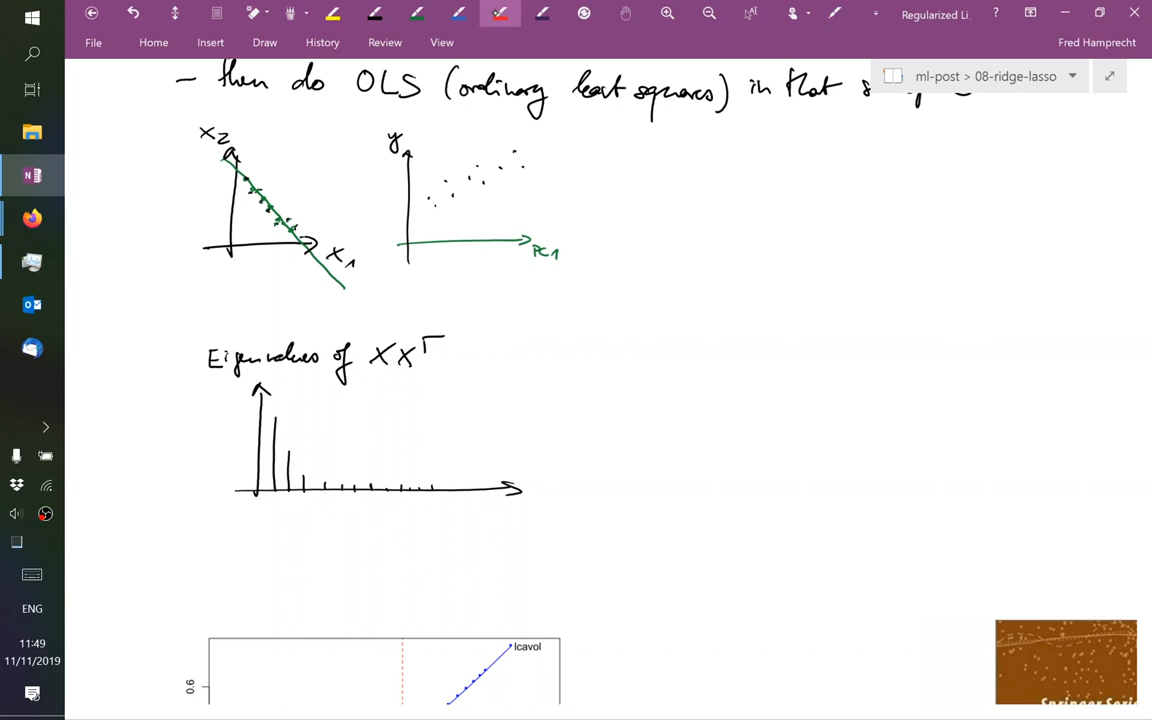 Regularized Li... ?
File Home Insert Draw History Review View Fred Hamprecht
ml-post > 08-ridge-lasso
– then do OLS (ordinary least squares) in that
x2
x1
y
PC1
Eigenvalues of XX^T
lcavol
0.6
ENG
11:49
11/11/2019
Springer Series